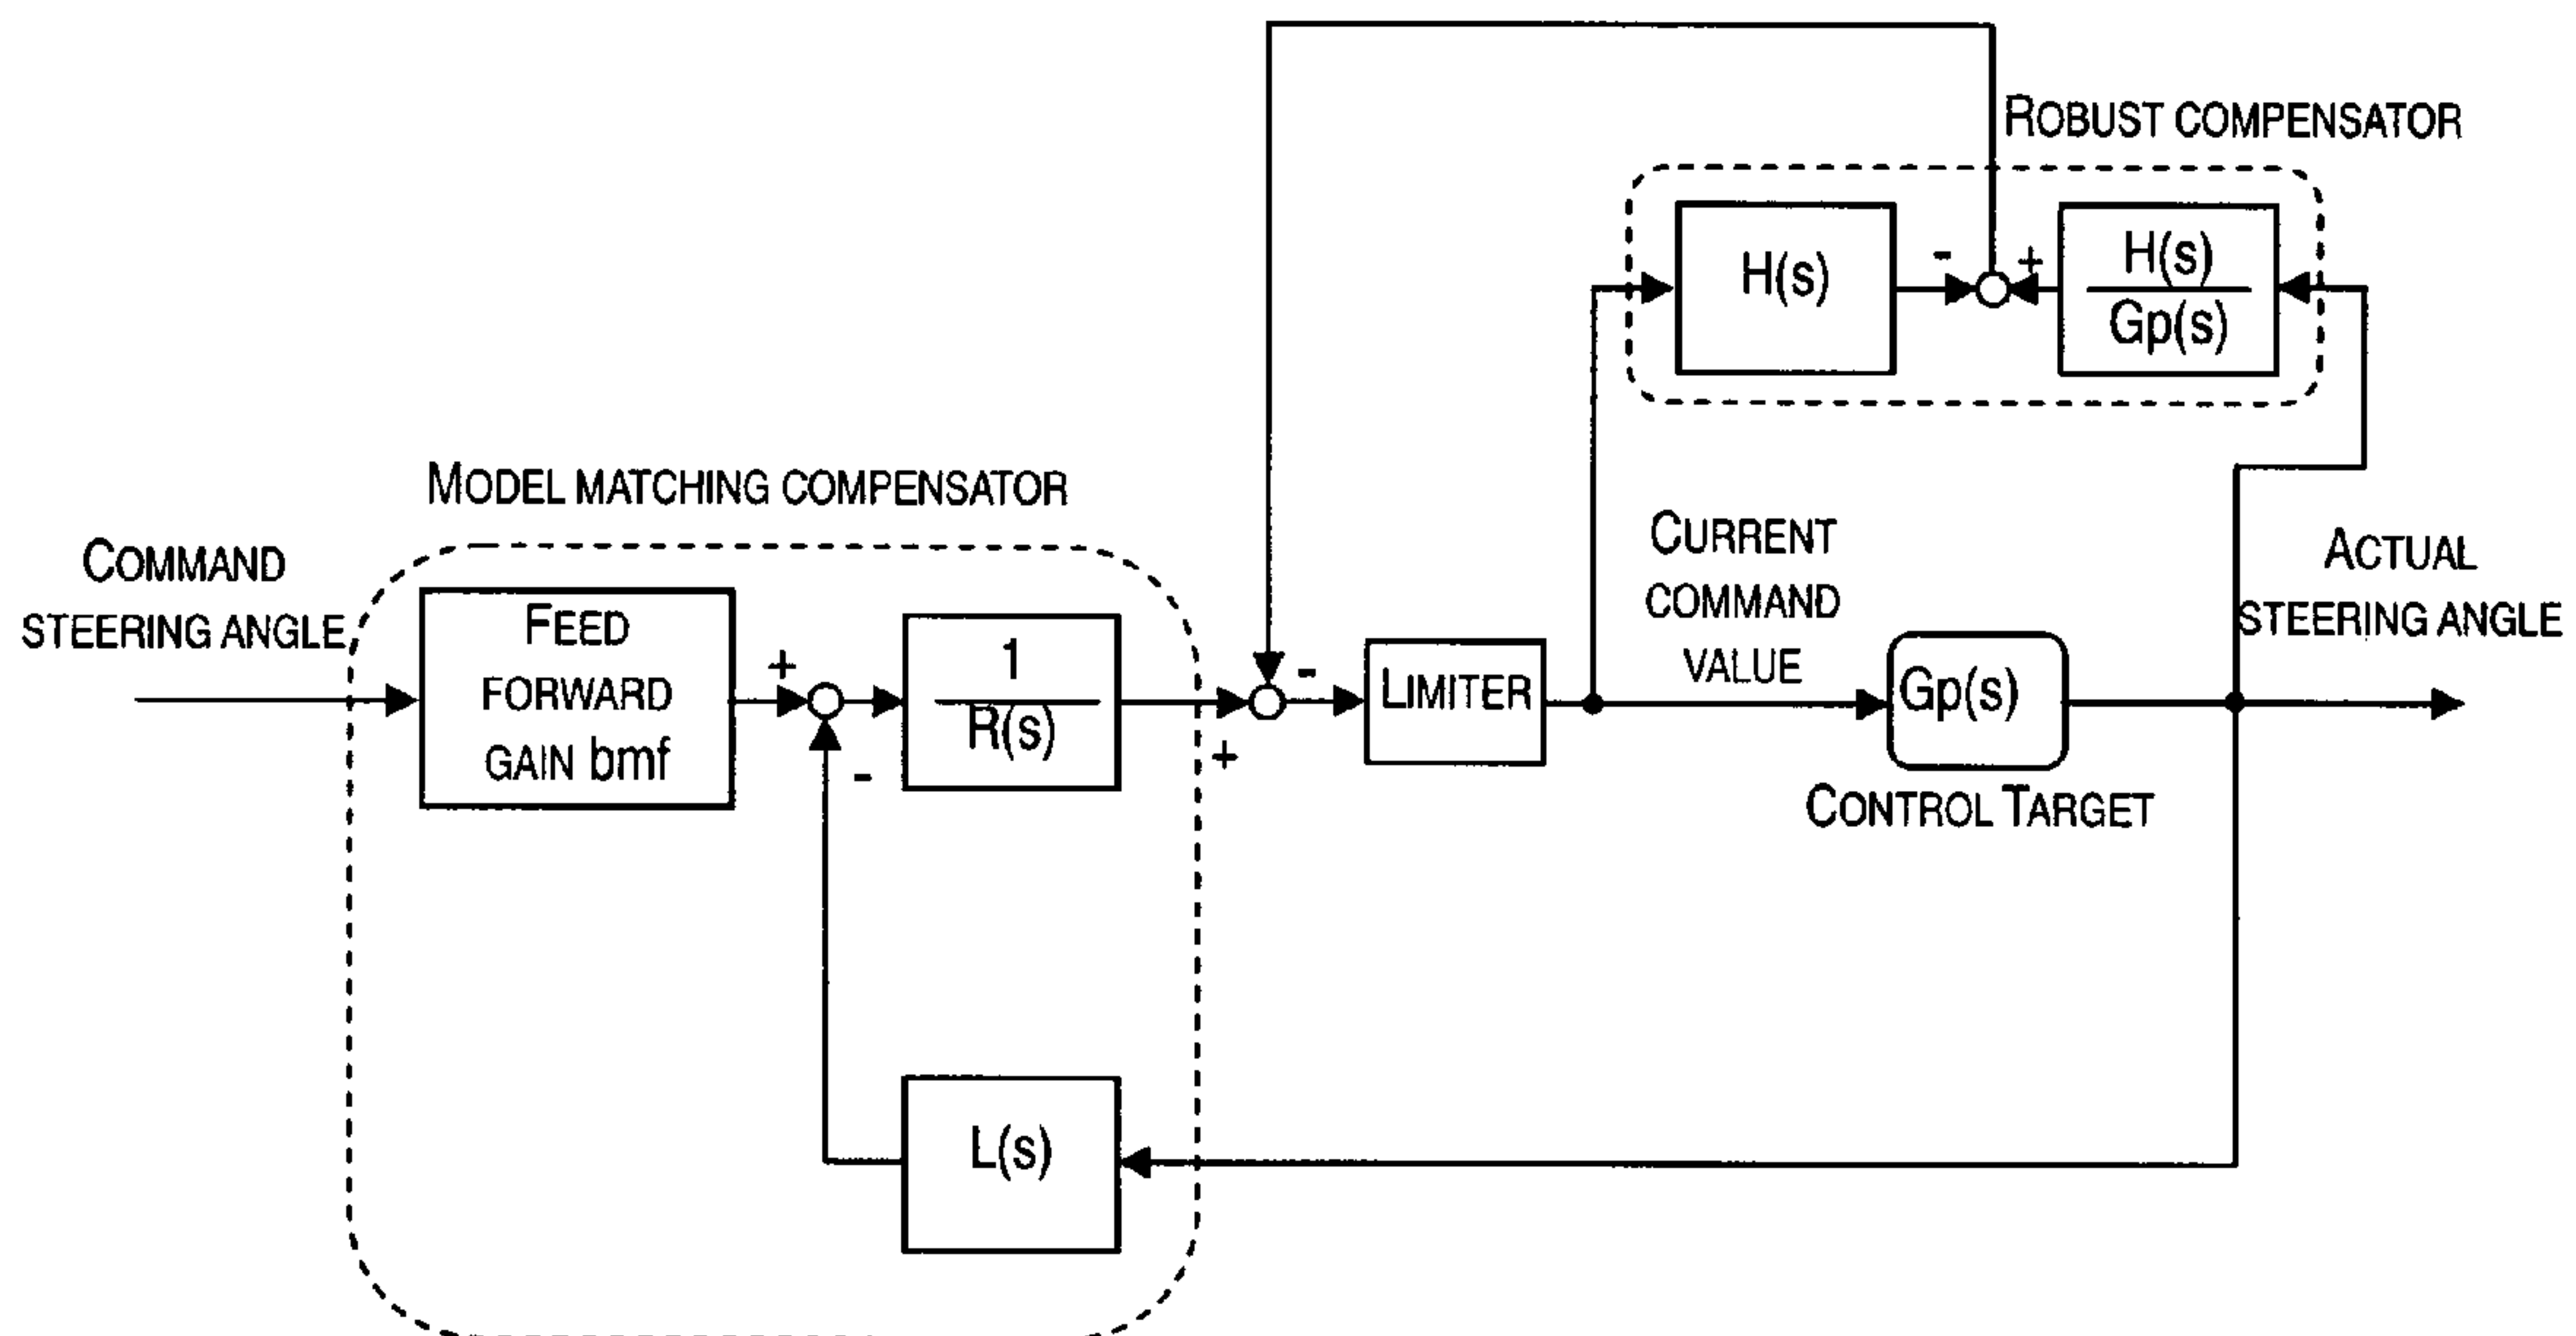 ROBUST COMPENSATOR
H(s)
-
+
H(s)
Gp(s)
MODEL MATCHING COMPENSATOR
COMMAND
STEERING ANGLE
FEED
FORWARD
GAIN bmf
+
-
1
R(s)
+
-
LIMITER
CURRENT
COMMAND
VALUE
Gp(s)
CONTROL TARGET
ACTUAL
STEERING ANGLE
L(s)